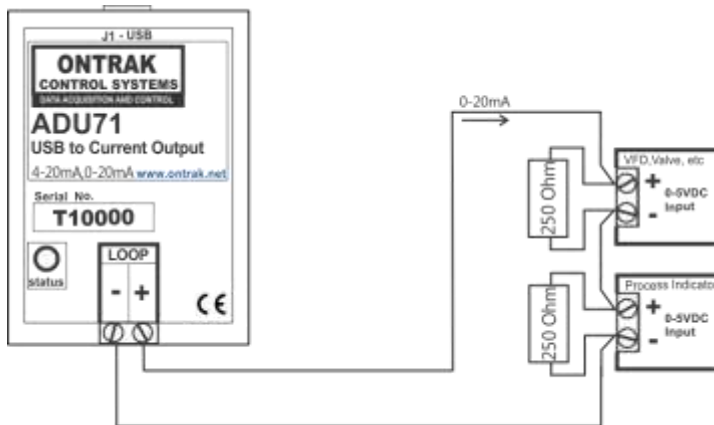 J1 - USB
ONTRAK
CONTROL SYSTEMS
DATA ACQUISITION AND CONTROL
ADU71
USB to Current Output
4-20mA,0-20mA www.ontrak.net
Serial No.
T10000
status
LOOP
- +
CE
0-20mA
250 Ohm
VFD,Valve, etc
+
0-5VDC
Input
-
250 Ohm
Process Indicato
+
0-5VDC
Input
-